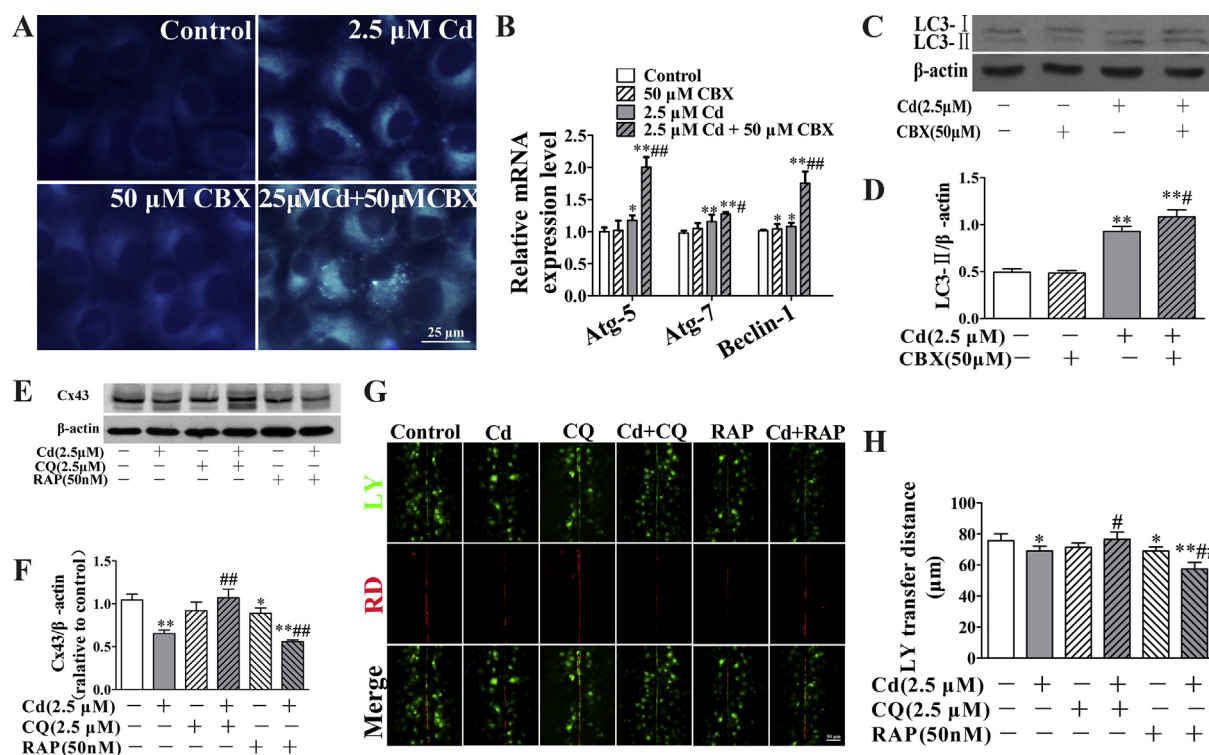 A
Control
2.5 µM Cd
50 µM CBX
25µMCd+50µMCBX
25 µm
B
Control
50 µM CBX
2.5 µM Cd
2.5 µM Cd + 50 µM CBX
Relative mRNA
expression level
2.5
2.0
1.5
1.0
0.5
0.0
*
**##
**
**#
*
*
**##
Atg-5
Atg-7
Beclin-1
C
LC3-Ⅰ
LC3-Ⅱ
β-actin
Cd(2.5µM) − − + +
CBX(50µM) − + − +
D
LC3-Ⅱ/β -actin
1.5
1.0
0.5
0.0
**
**#
Cd(2.5 µM) − − + +
CBX(50µM) − + − +
E
Cx43
β-actin
Cd(2.5µM) − + − + − +
CQ(2.5µM) − − + + − −
RAP(50nM) − − − − + +
F
Cx43/β -actin
(ralative to control)
1.5
1.0
0.5
0.0
**
##
*
**##
Cd(2.5 µM) − + − + − +
CQ(2.5 µM) − − + + − −
RAP(50nM) − − − − + +
G
Control Cd CQ Cd+CQ RAP Cd+RAP
LY
RD
Merge
50 µm
H
LY transfer distance
(µm)
100
80
60
40
20
0
*
#
*
**##
Cd(2.5 µM) − + − + − +
CQ(2.5 µM) − − + + − −
RAP(50nM) − − − − + +